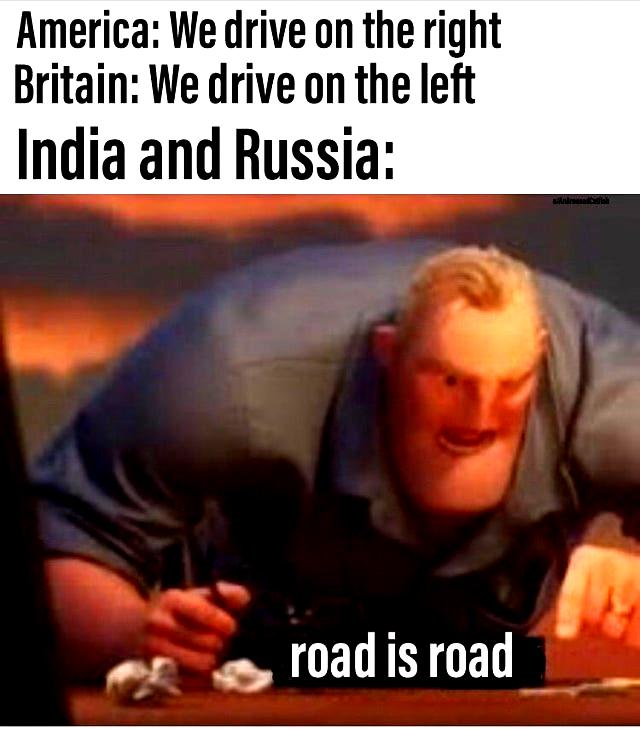 America: We drive on the right
Britain: We drive on the left
India and Russia:
road is road